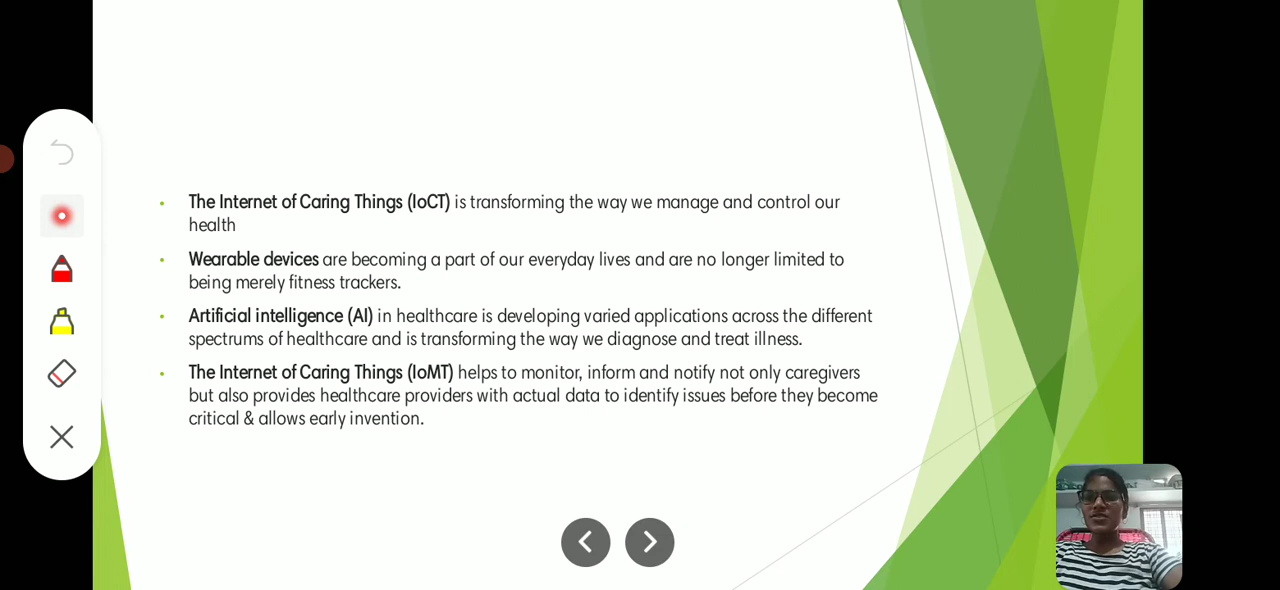 The Internet of Caring Things (IoCT) is transforming the way we manage and control our
health
Wearable devices are becoming a part of our everyday lives and are no longer limited to
being merely fitness trackers.
Artificial intelligence (AI) in healthcare is developing varied applications across the different
spectrums of healthcare and is transforming the way we diagnose and treat illness.
The Internet of Caring Things (IoMT) helps to monitor, inform and notify not only caregivers
but also provides healthcare providers with actual data to identify issues before they become
critical & allows early invention.